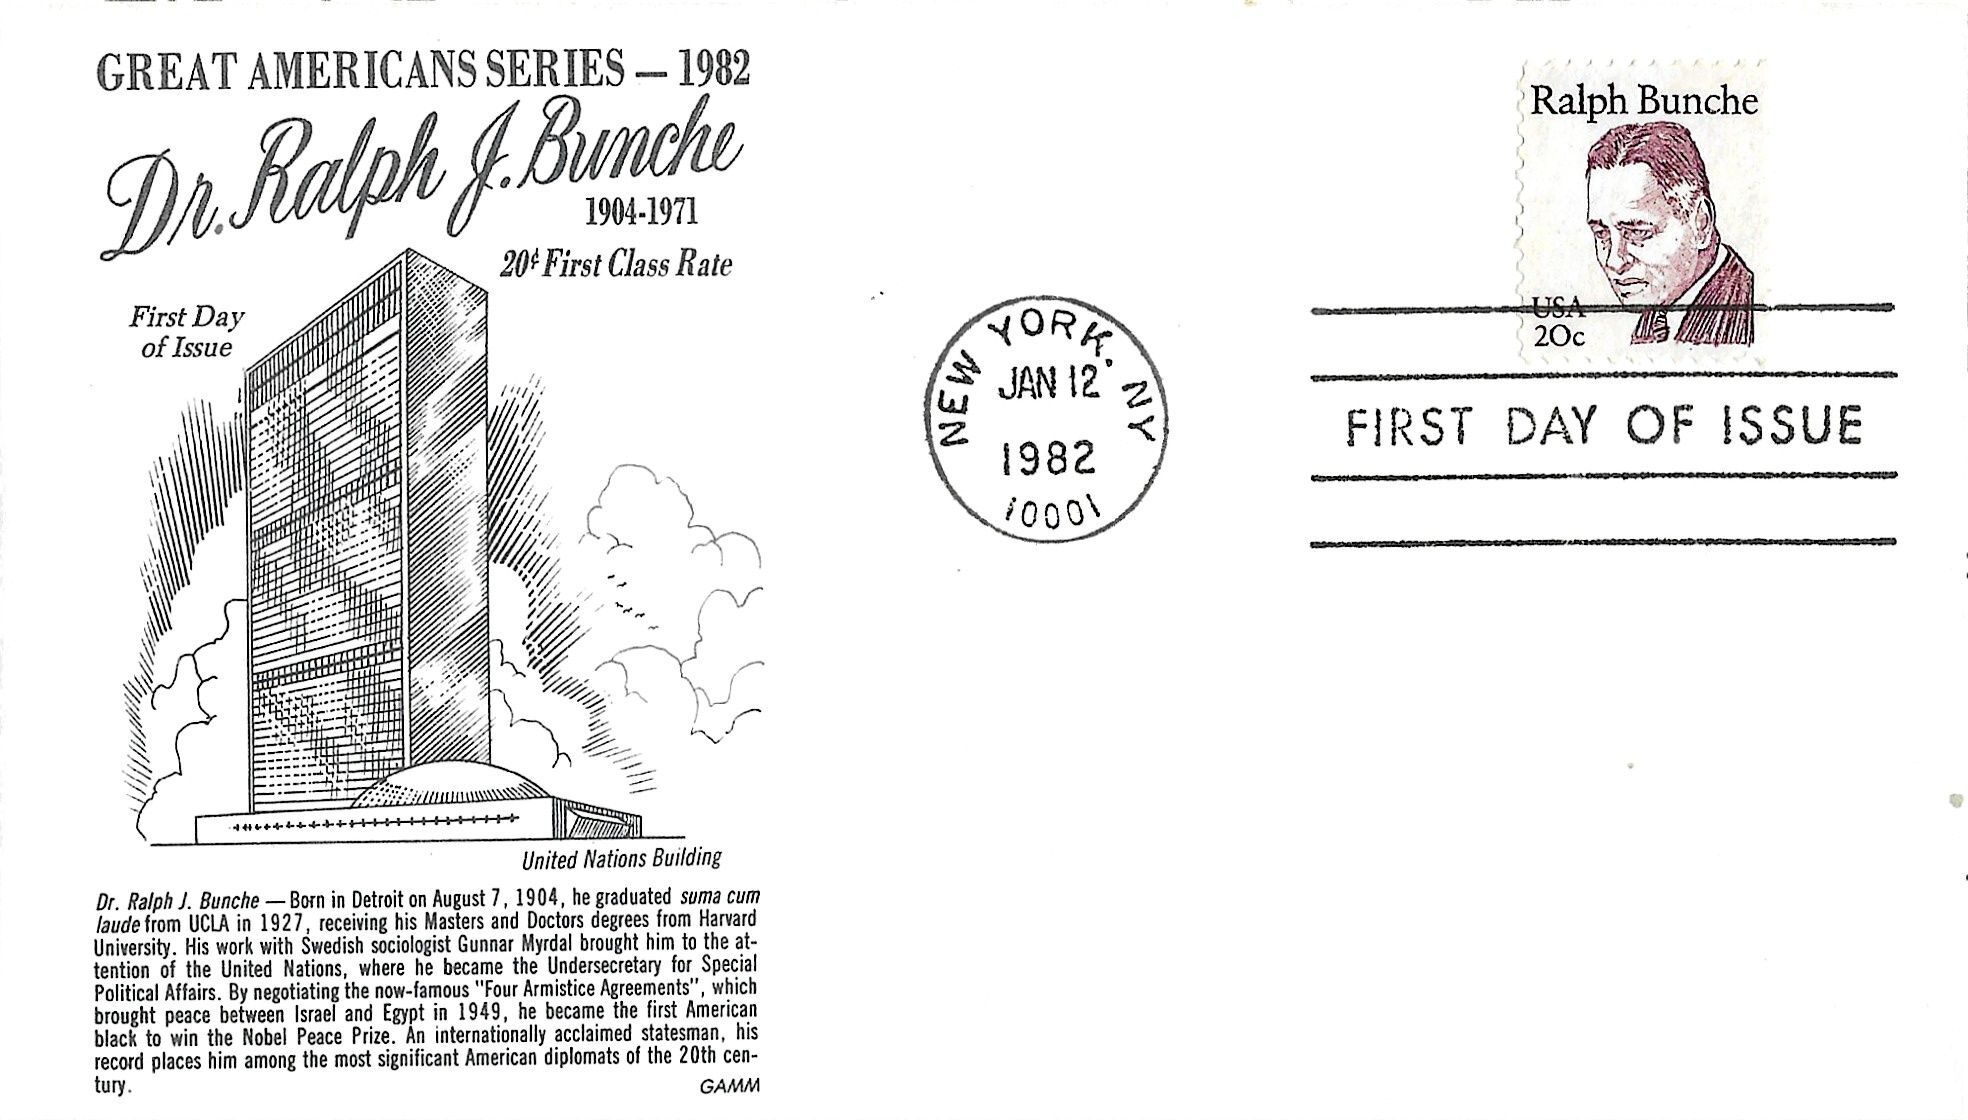 GREAT AMERICANS SERIES — 1982
Dr. Ralph J. Bunche
1904-1971
20¢ First Class Rate
First Day
of Issue
United Nations Building
Dr. Ralph J. Bunche — Born in Detroit on August 7, 1904, he graduated suma cum
laude from UCLA in 1927, receiving his Masters and Doctors degrees from Harvard
University. His work with Swedish sociologist Gunnar Myrdal brought him to the at-
tention of the United Nations, where he became the Undersecretary for Special
Political Affairs. By negotiating the now-famous "Four Armistice Agreements", which
brought peace between Israel and Egypt in 1949, he became the first American
black to win the Nobel Peace Prize. An internationally acclaimed statesman, his
record places him among the most significant American diplomats of the 20th cen-
tury.
GAMM
NEW YORK, NY
JAN 12
1982
10001
Ralph Bunche
USA
20c
FIRST DAY OF ISSUE